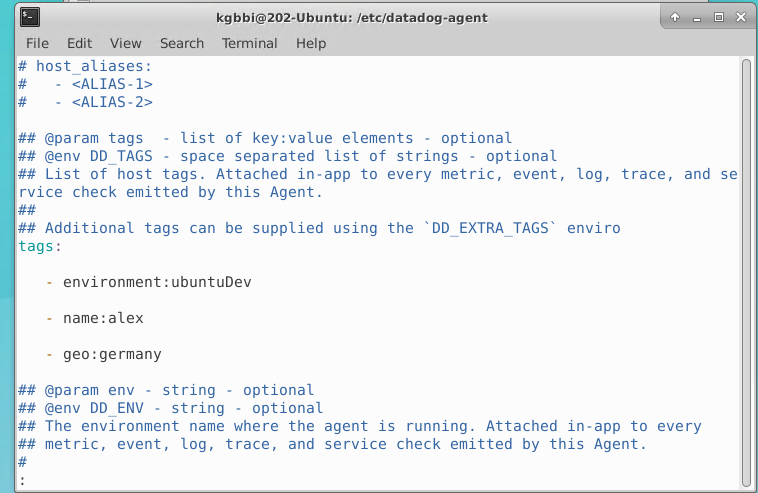 kgbbi@202-Ubuntu: /etc/datadog-agent
File Edit View Search Terminal Help
# host_aliases:
#   - <ALIAS-1>
#   - <ALIAS-2>
## @param tags  - list of key:value elements - optional
## @env DD_TAGS - space separated list of strings - optional
## List of host tags. Attached in-app to every metric, event, log, trace, and se
rvice check emitted by this Agent.
##
## Additional tags can be supplied using the `DD_EXTRA_TAGS` enviro
tags:
   - environment:ubuntuDev
   - name:alex
   - geo:germany
## @param env - string - optional
## @env DD_ENV - string - optional
## The environment name where the agent is running. Attached in-app to every
## metric, event, log, trace, and service check emitted by this Agent.
#
: